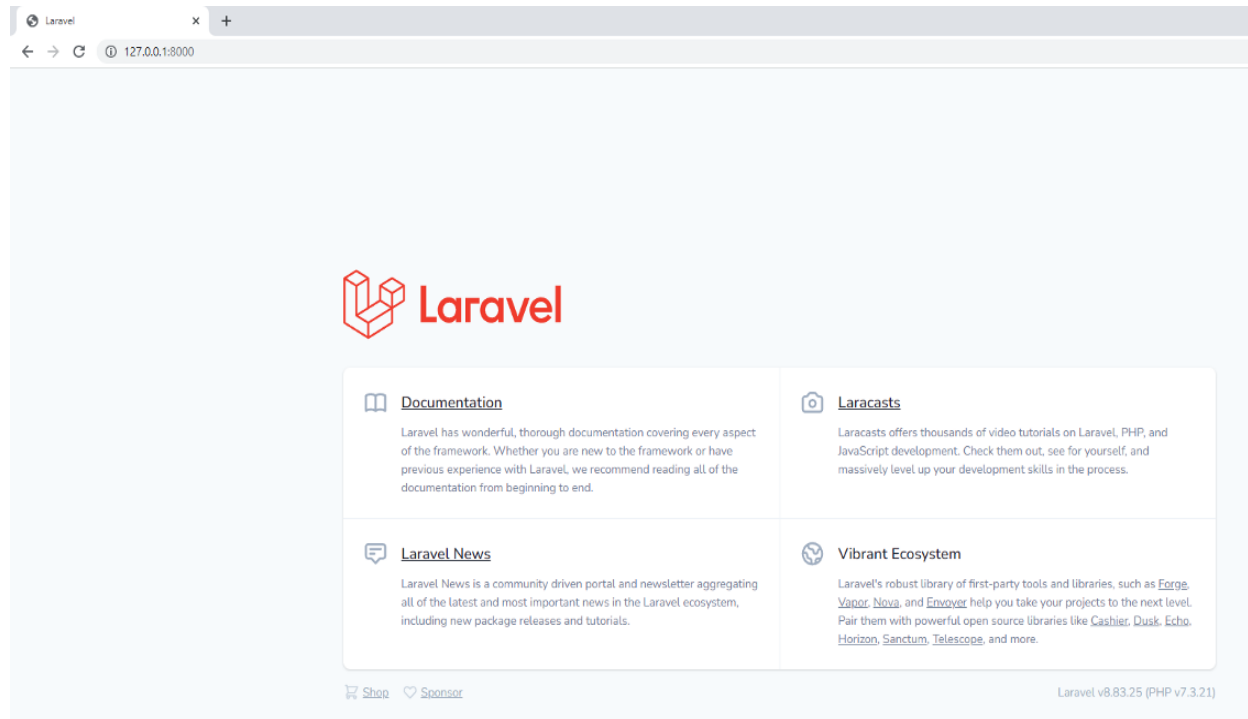 Laravel
127.0.0.1:8000
Laravel
Documentation
Laravel has wonderful, thorough documentation covering every aspect
of the framework. Whether you are new to the framework or have
previous experience with Laravel, we recommend reading all of the
documentation from beginning to end.
Laracasts
Laracasts offers thousands of video tutorials on Laravel, PHP, and
JavaScript development. Check them out, see for yourself, and
massively level up your development skills in the process.
Laravel News
Laravel News is a community driven portal and newsletter aggregating
all of the latest and most important news in the Laravel ecosystem,
including new package releases and tutorials.
Vibrant Ecosystem
Laravel's robust library of first-party tools and libraries, such as Forge,
Vapor, Nova, and Envoyer help you take your projects to the next level.
Pair them with powerful open source libraries like Cashier, Dusk, Echo,
Horizon, Sanctum, Telescope, and more.
Shop Sponsor
Laravel v8.83.25 (PHP v7.3.21)